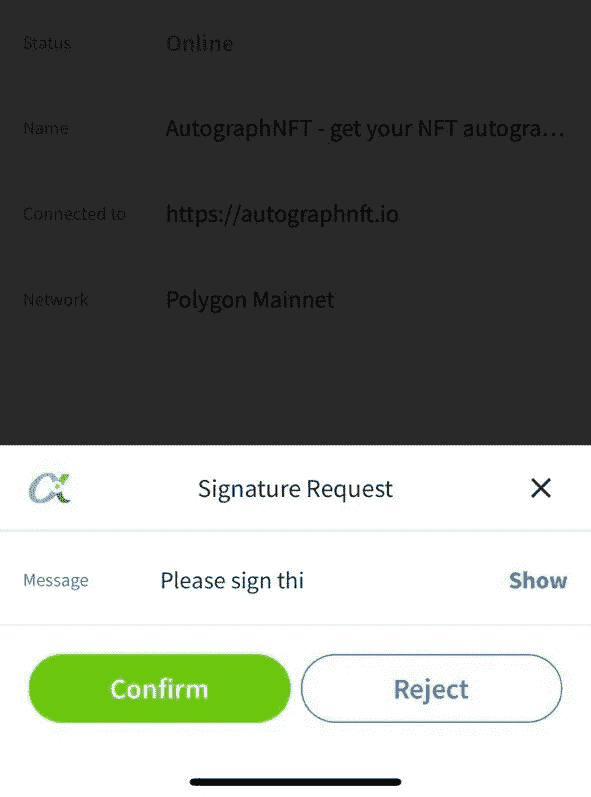 Status Online
Name AutographNFT - get your NFT autogra...
Connected to https://autographnft.io
Network Polygon Mainnet
Signature Request
Message Please sign thi Show
Confirm Reject